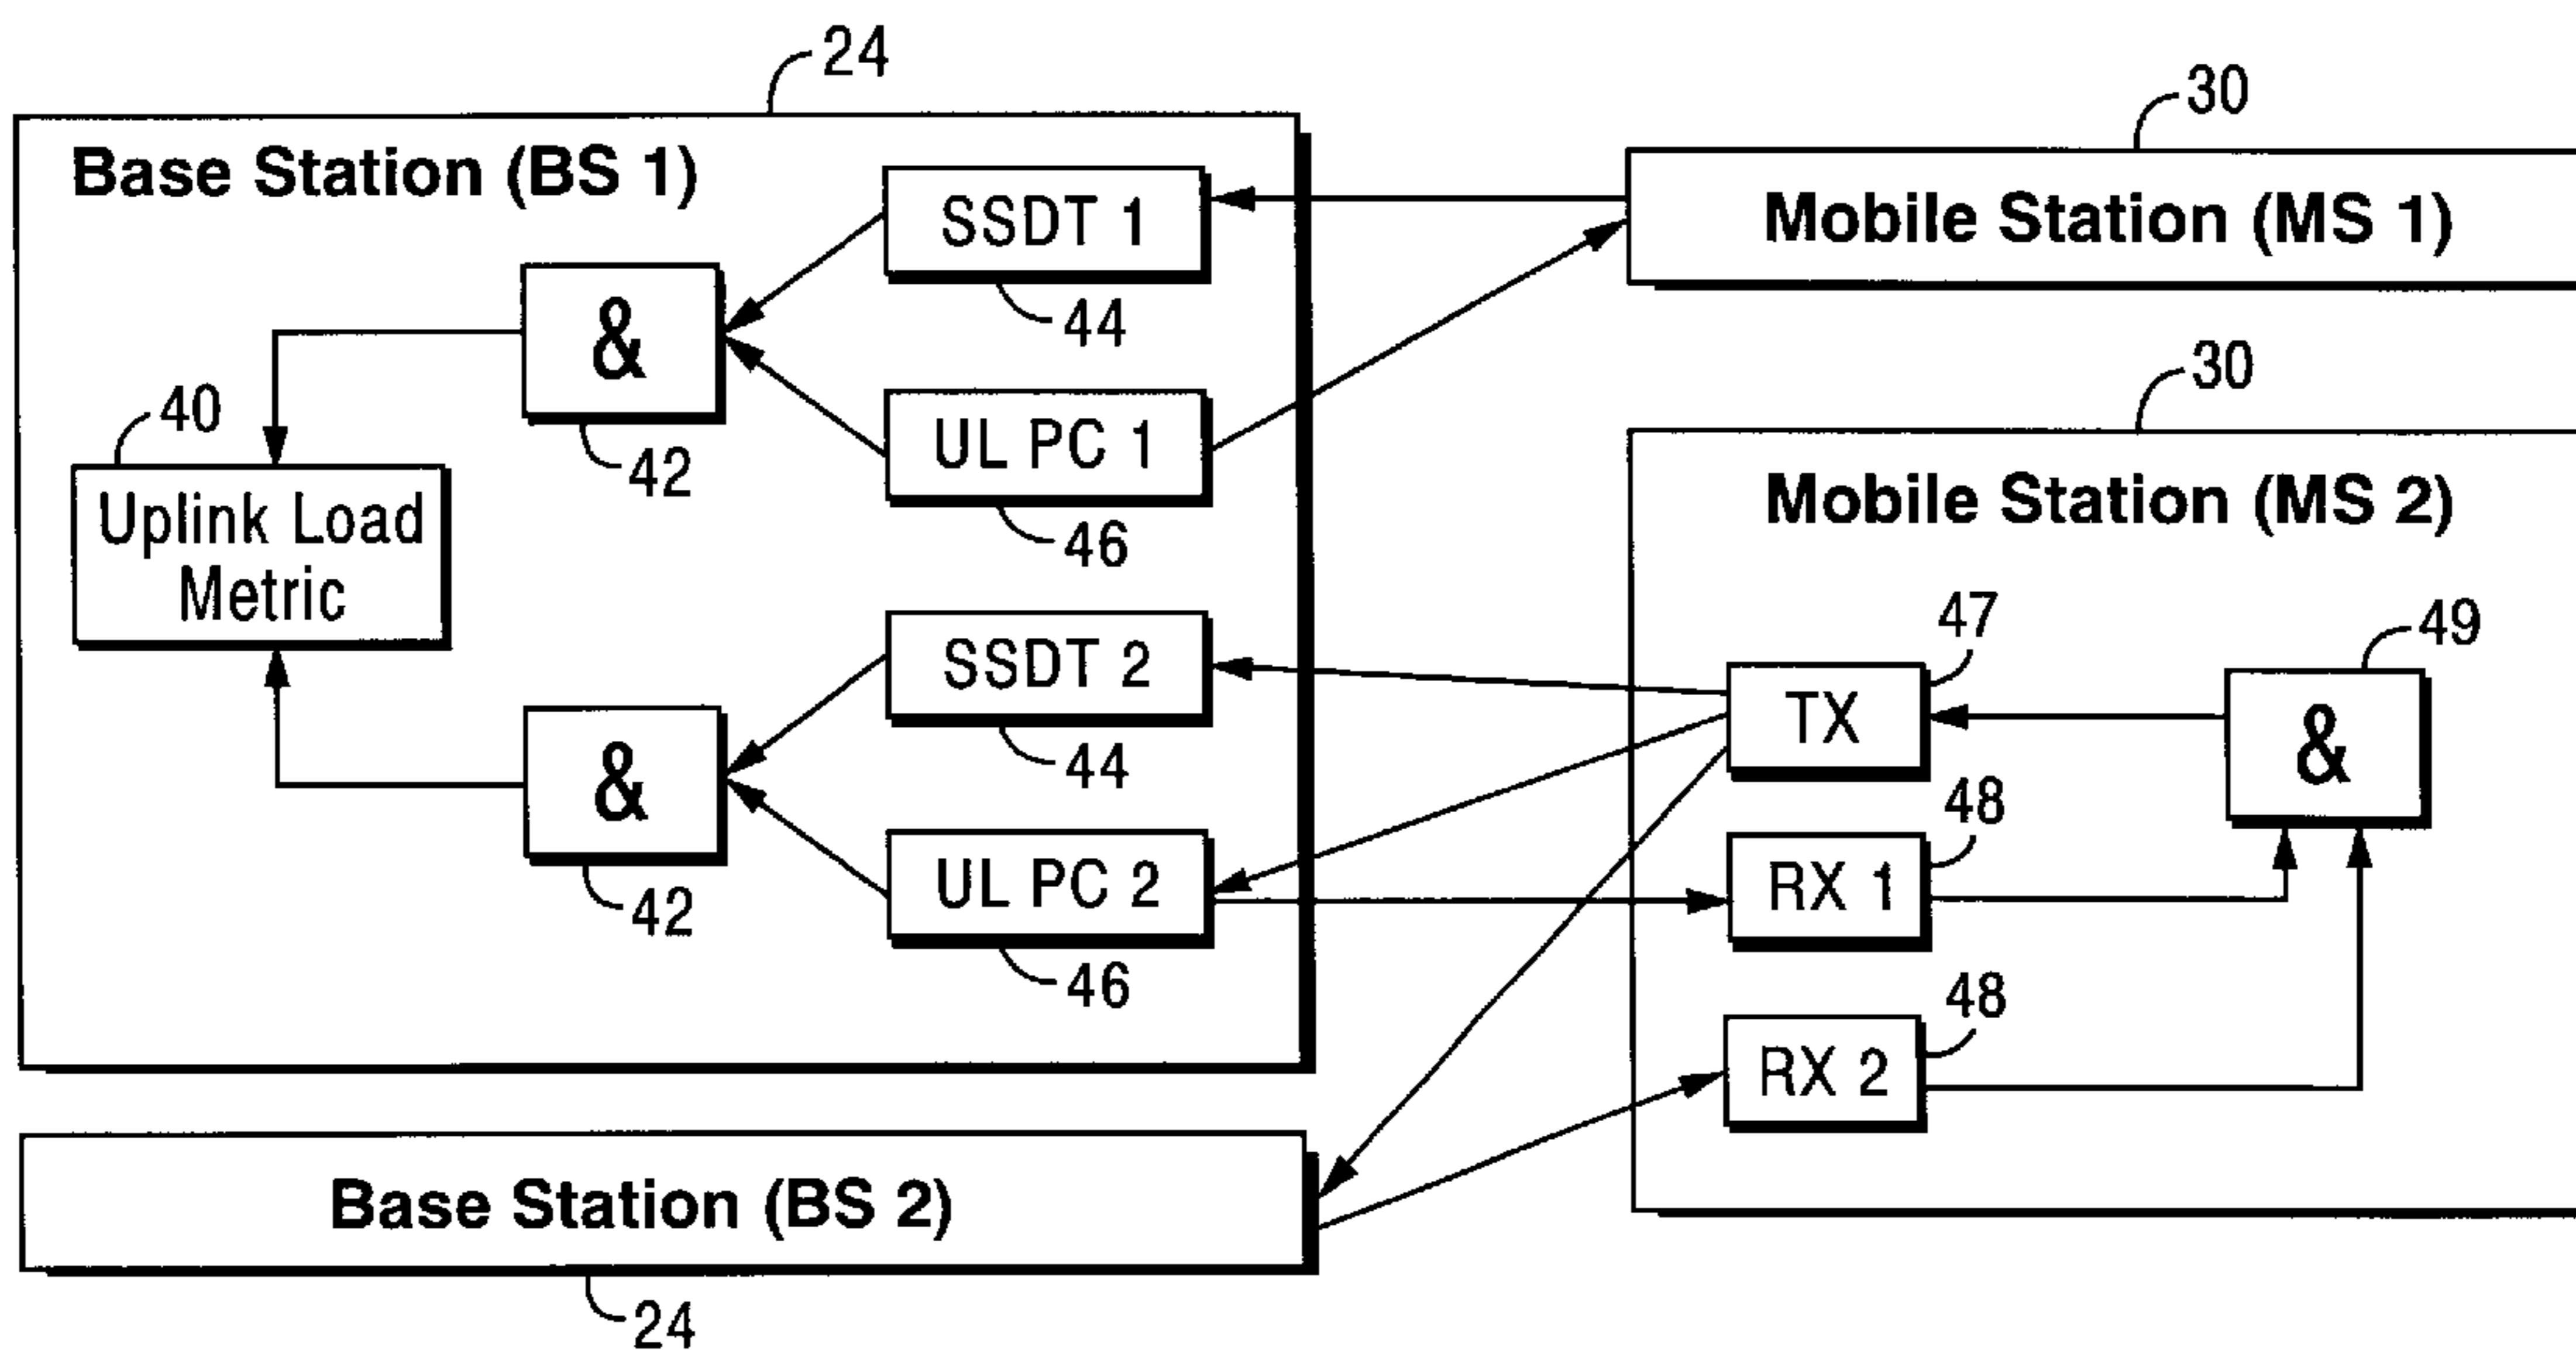 24
Base Station (BS 1)
SSDT 1
44
&
42
UL PC 1
46
40
Uplink Load
Metric
SSDT 2
44
&
42
UL PC 2
46
Base Station (BS 2)
24
30
Mobile Station (MS 1)
30
Mobile Station (MS 2)
47
TX
49
&
48
RX 1
48
RX 2